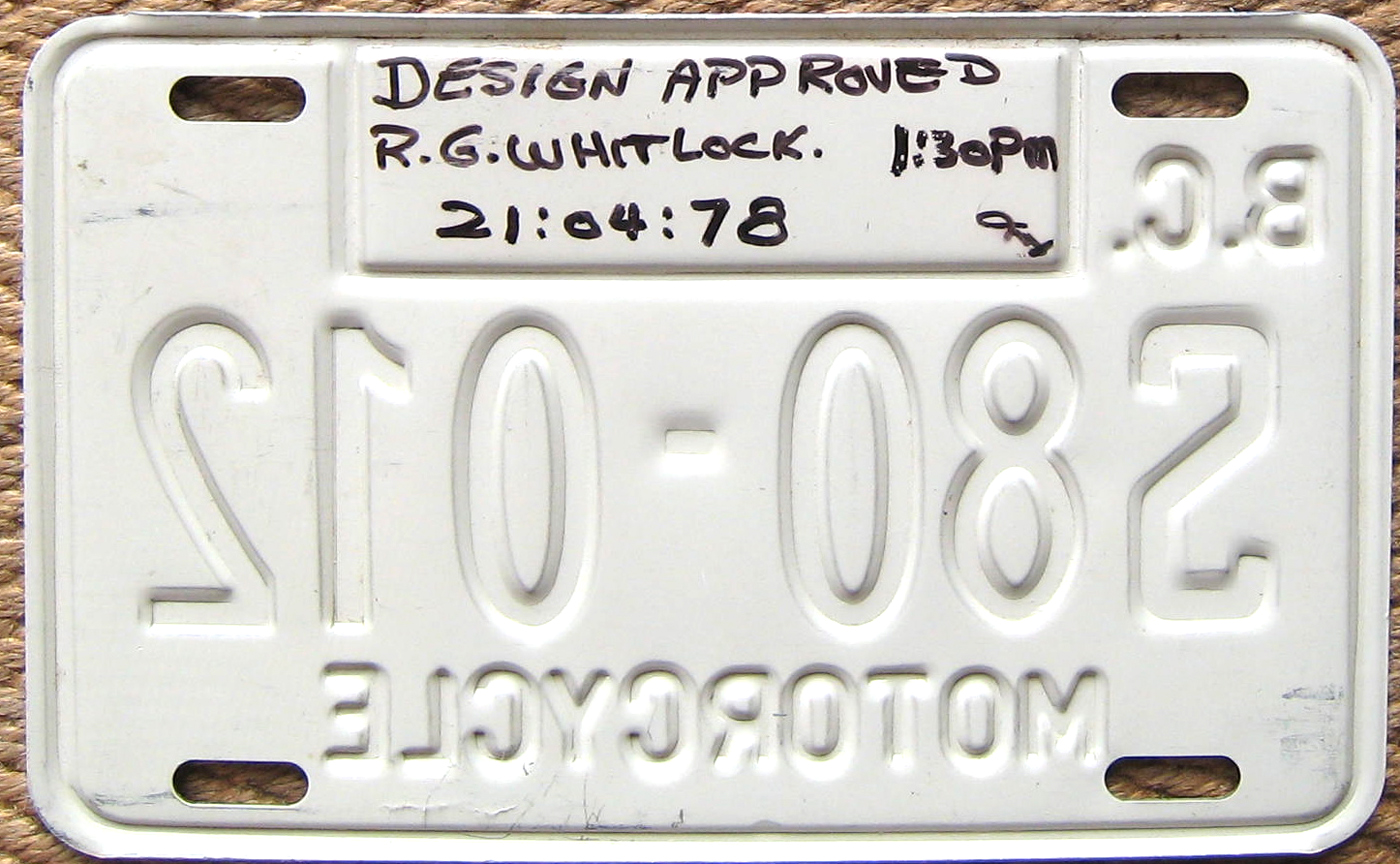 DESIGN APPROVED
R.G.WHITLOCK. 1:30PM
21:04:78
B.C.
S80-012
MOTORCYCLE